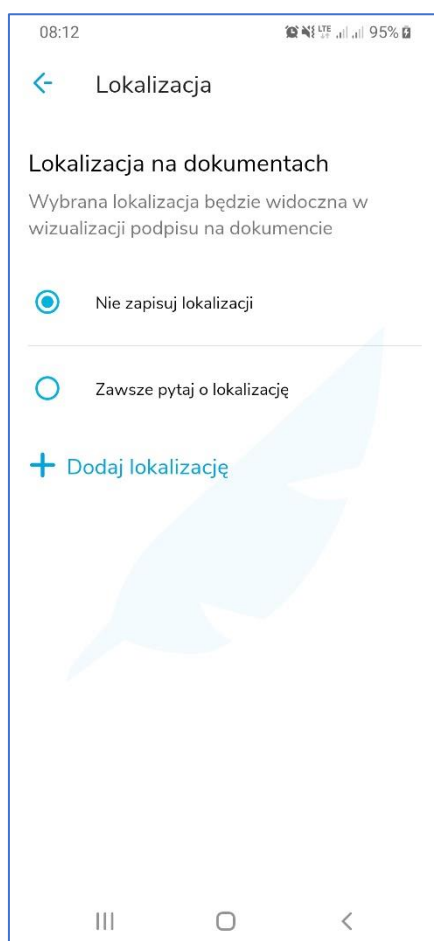 08:12 LTE 95%
Lokalizacja
Lokalizacja na dokumentach
Wybrana lokalizacja będzie widoczna w
wizualizacji podpisu na dokumencie
Nie zapisuj lokalizacji
Zawsze pytaj o lokalizację
Dodaj lokalizację